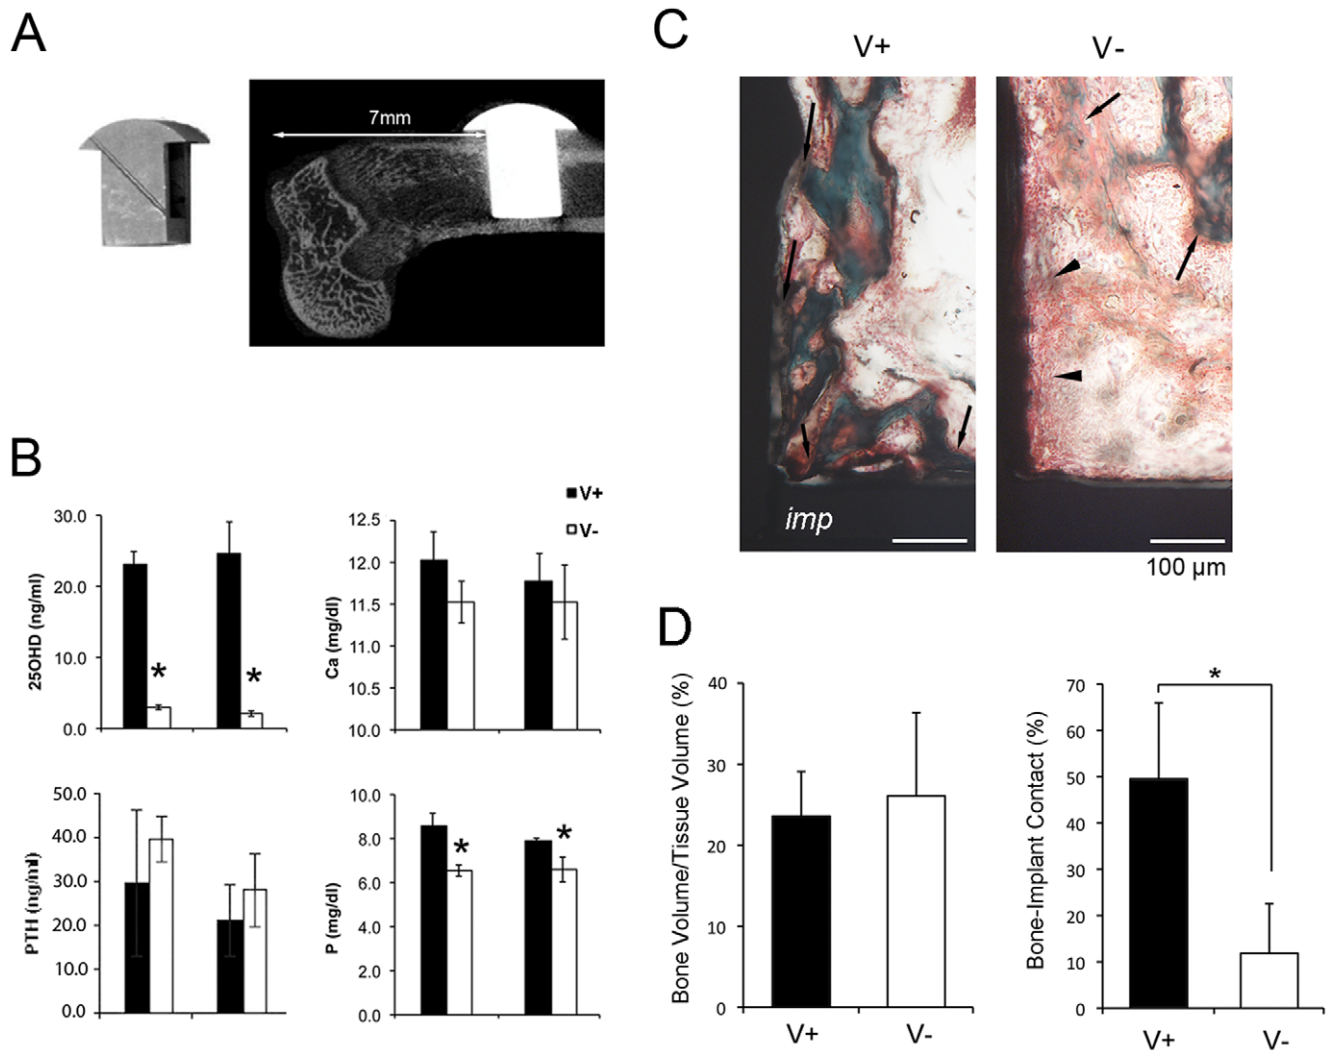 A
7mm
B
V+
V-
30.0
20.0
10.0
0.0
25OHD (ng/ml)
*
*
12.5
12.0
11.5
11.0
10.5
10.0
Ca (mg/dl)
50.0
40.0
30.0
20.0
10.0
0.0
PTH (ng/ml)
10.0
8.0
6.0
4.0
2.0
0.0
P (mg/dl)
*
*
C
V+
V-
imp
100 µm
D
40
30
20
10
0
Bone Volume/Tissue Volume (%)
V+
V-
70
60
50
40
30
20
10
0
Bone-Implant Contact (%)
*
V+
V-